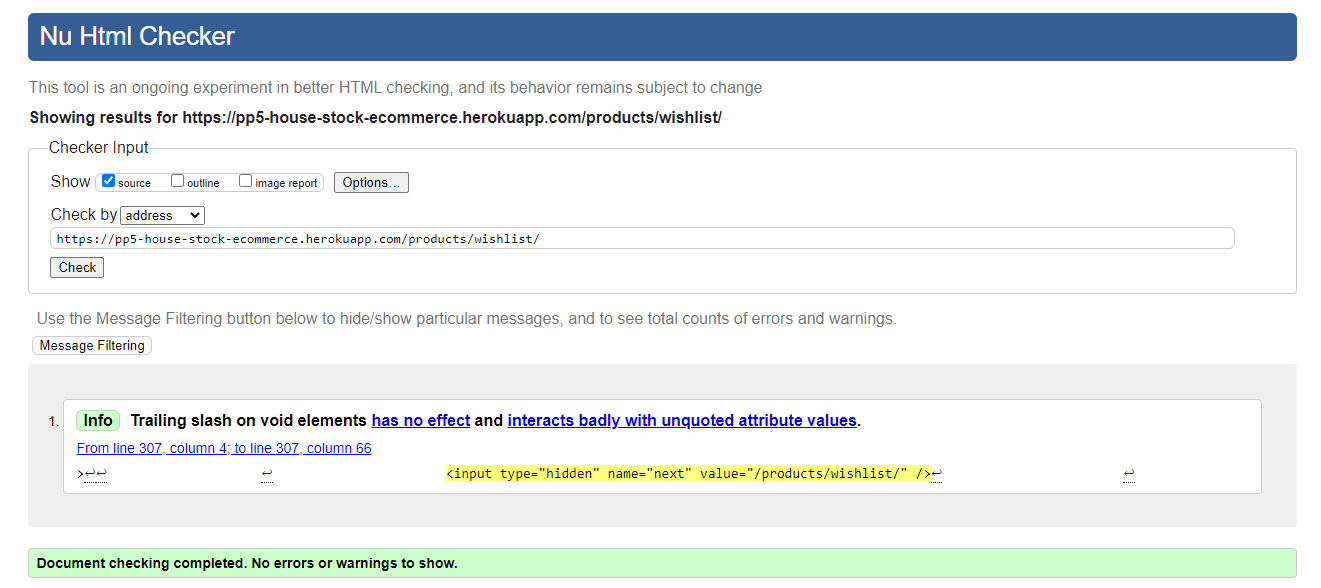 Nu Html Checker
This tool is an ongoing experiment in better HTML checking, and its behavior remains subject to change
Showing results for https://pp5-house-stock-ecommerce.herokuapp.com/products/wishlist/
Checker Input
Show source outline image report Options...
Check by address
https://pp5-house-stock-ecommerce.herokuapp.com/products/wishlist/
Check
Use the Message Filtering button below to hide/show particular messages, and to see total counts of errors and warnings.
Message Filtering
1. Info Trailing slash on void elements has no effect and interacts badly with unquoted attribute values.
From line 307, column 4; to line 307, column 66
>↩↩ ↩ <input type="hidden" name="next" value="/products/wishlist/" />↩ ↩
Document checking completed. No errors or warnings to show.